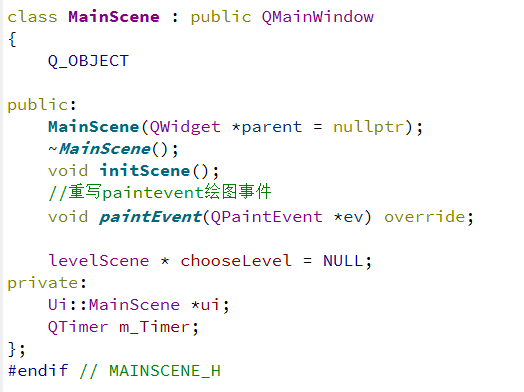 class MainScene : public QMainWindow
{
    Q_OBJECT

public:
    MainScene(QWidget *parent = nullptr);
    ~MainScene();
    void initScene();
    //重写paintevent绘图事件
    void paintEvent(QPaintEvent *ev) override;

    levelScene * chooseLevel = NULL;
private:
    Ui::MainScene *ui;
    QTimer m_Timer;
};
#endif // MAINSCENE_H